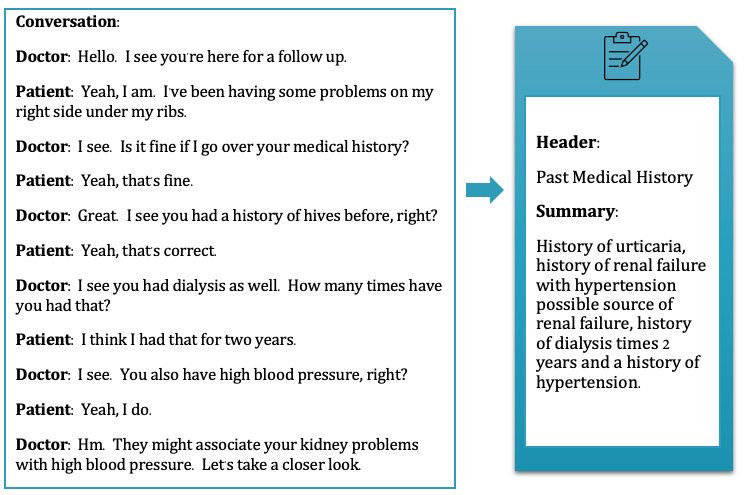 Conversation:
Doctor: Hello. I see you're here for a follow up.
Patient: Yeah, I am. I've been having some problems on my
right side under my ribs.
Doctor: I see. Is it fine if I go over your medical history?
Patient: Yeah, that's fine.
Doctor: Great. I see you had a history of hives before, right?
Patient: Yeah, that's correct.
Doctor: I see you had dialysis as well. How many times have
you had that?
Patient: I think I had that for two years.
Doctor: I see. You also have high blood pressure, right?
Patient: Yeah, I do.
Doctor: Hm. They might associate your kidney problems
with high blood pressure. Let's take a closer look.
Header:
Past Medical History
Summary:
History of urticaria,
history of renal failure
with hypertension
possible source of
renal failure, history
of dialysis times 2
years and a history of
hypertension.